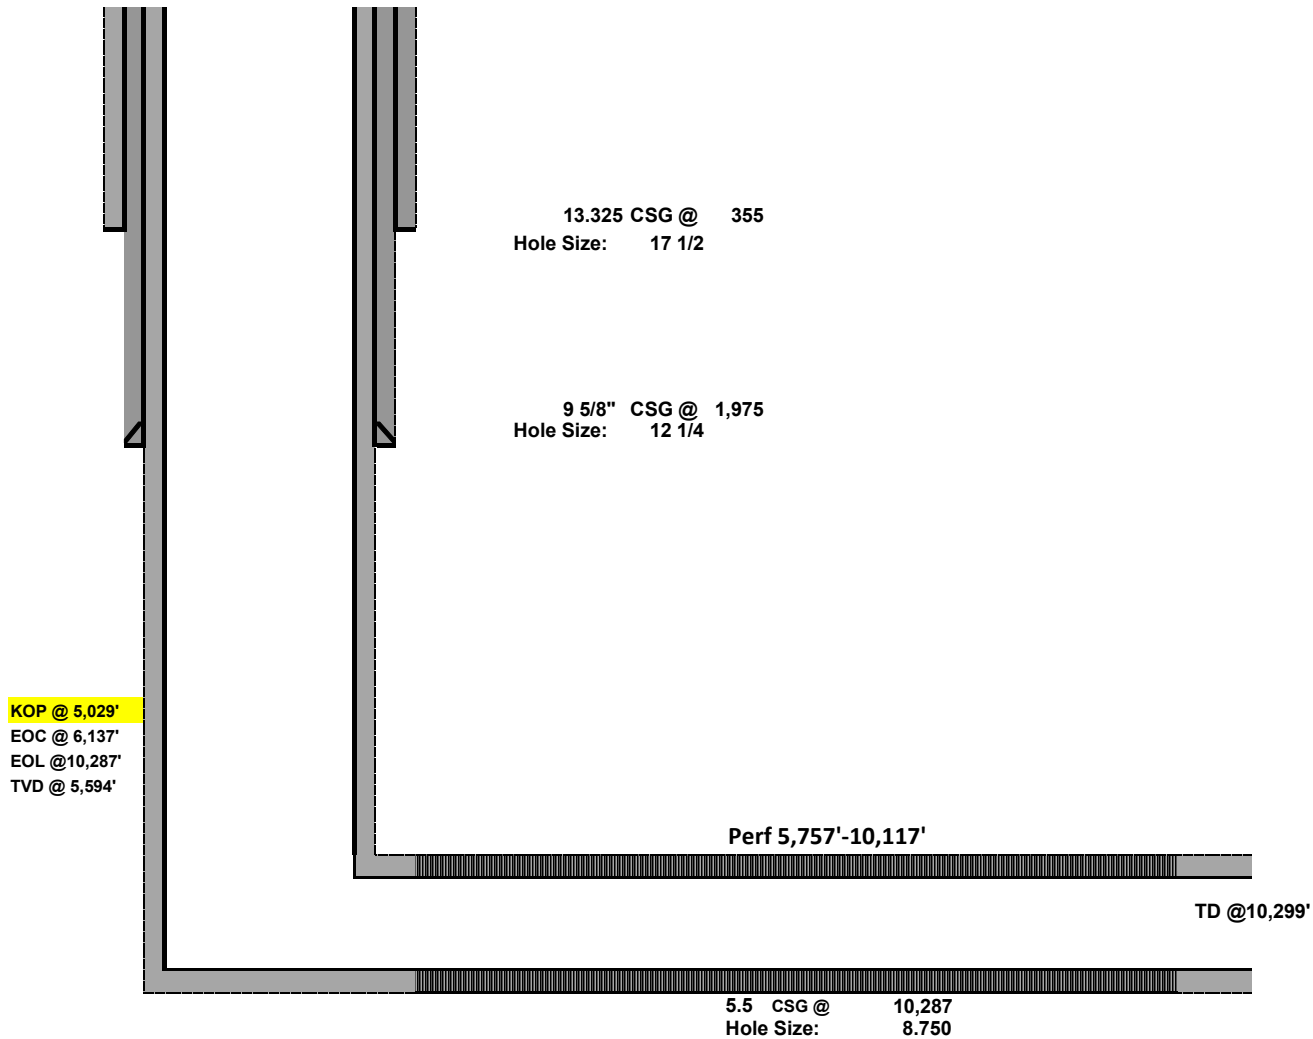 13.325 CSG @ 355
Hole Size: 17 1/2
9 5/8" CSG @ 1,975
Hole Size: 12 1/4
KOP @ 5,029'
EOC @ 6,137'
EOL @10,287'
TVD @ 5,594'
Perf 5,757'-10,117'
TD @10,299'
5.5 CSG @ 10,287
Hole Size: 8.750